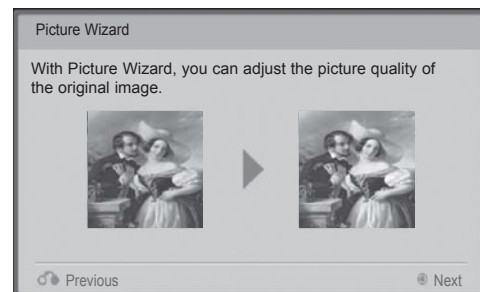 Picture Wizard
With Picture Wizard, you can adjust the picture quality of
the original image.
Previous
Next